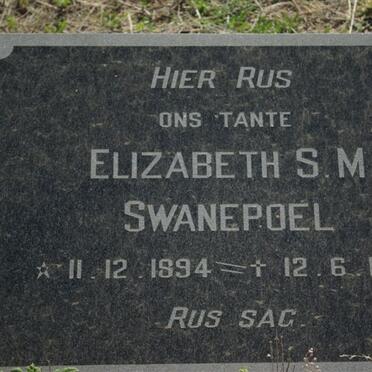 HIER RUS
ONS TANTE
ELIZABETH S. M
SWANEPOEL
☆ 11. 12. 1894 = † 12. 6.
RUS SAG